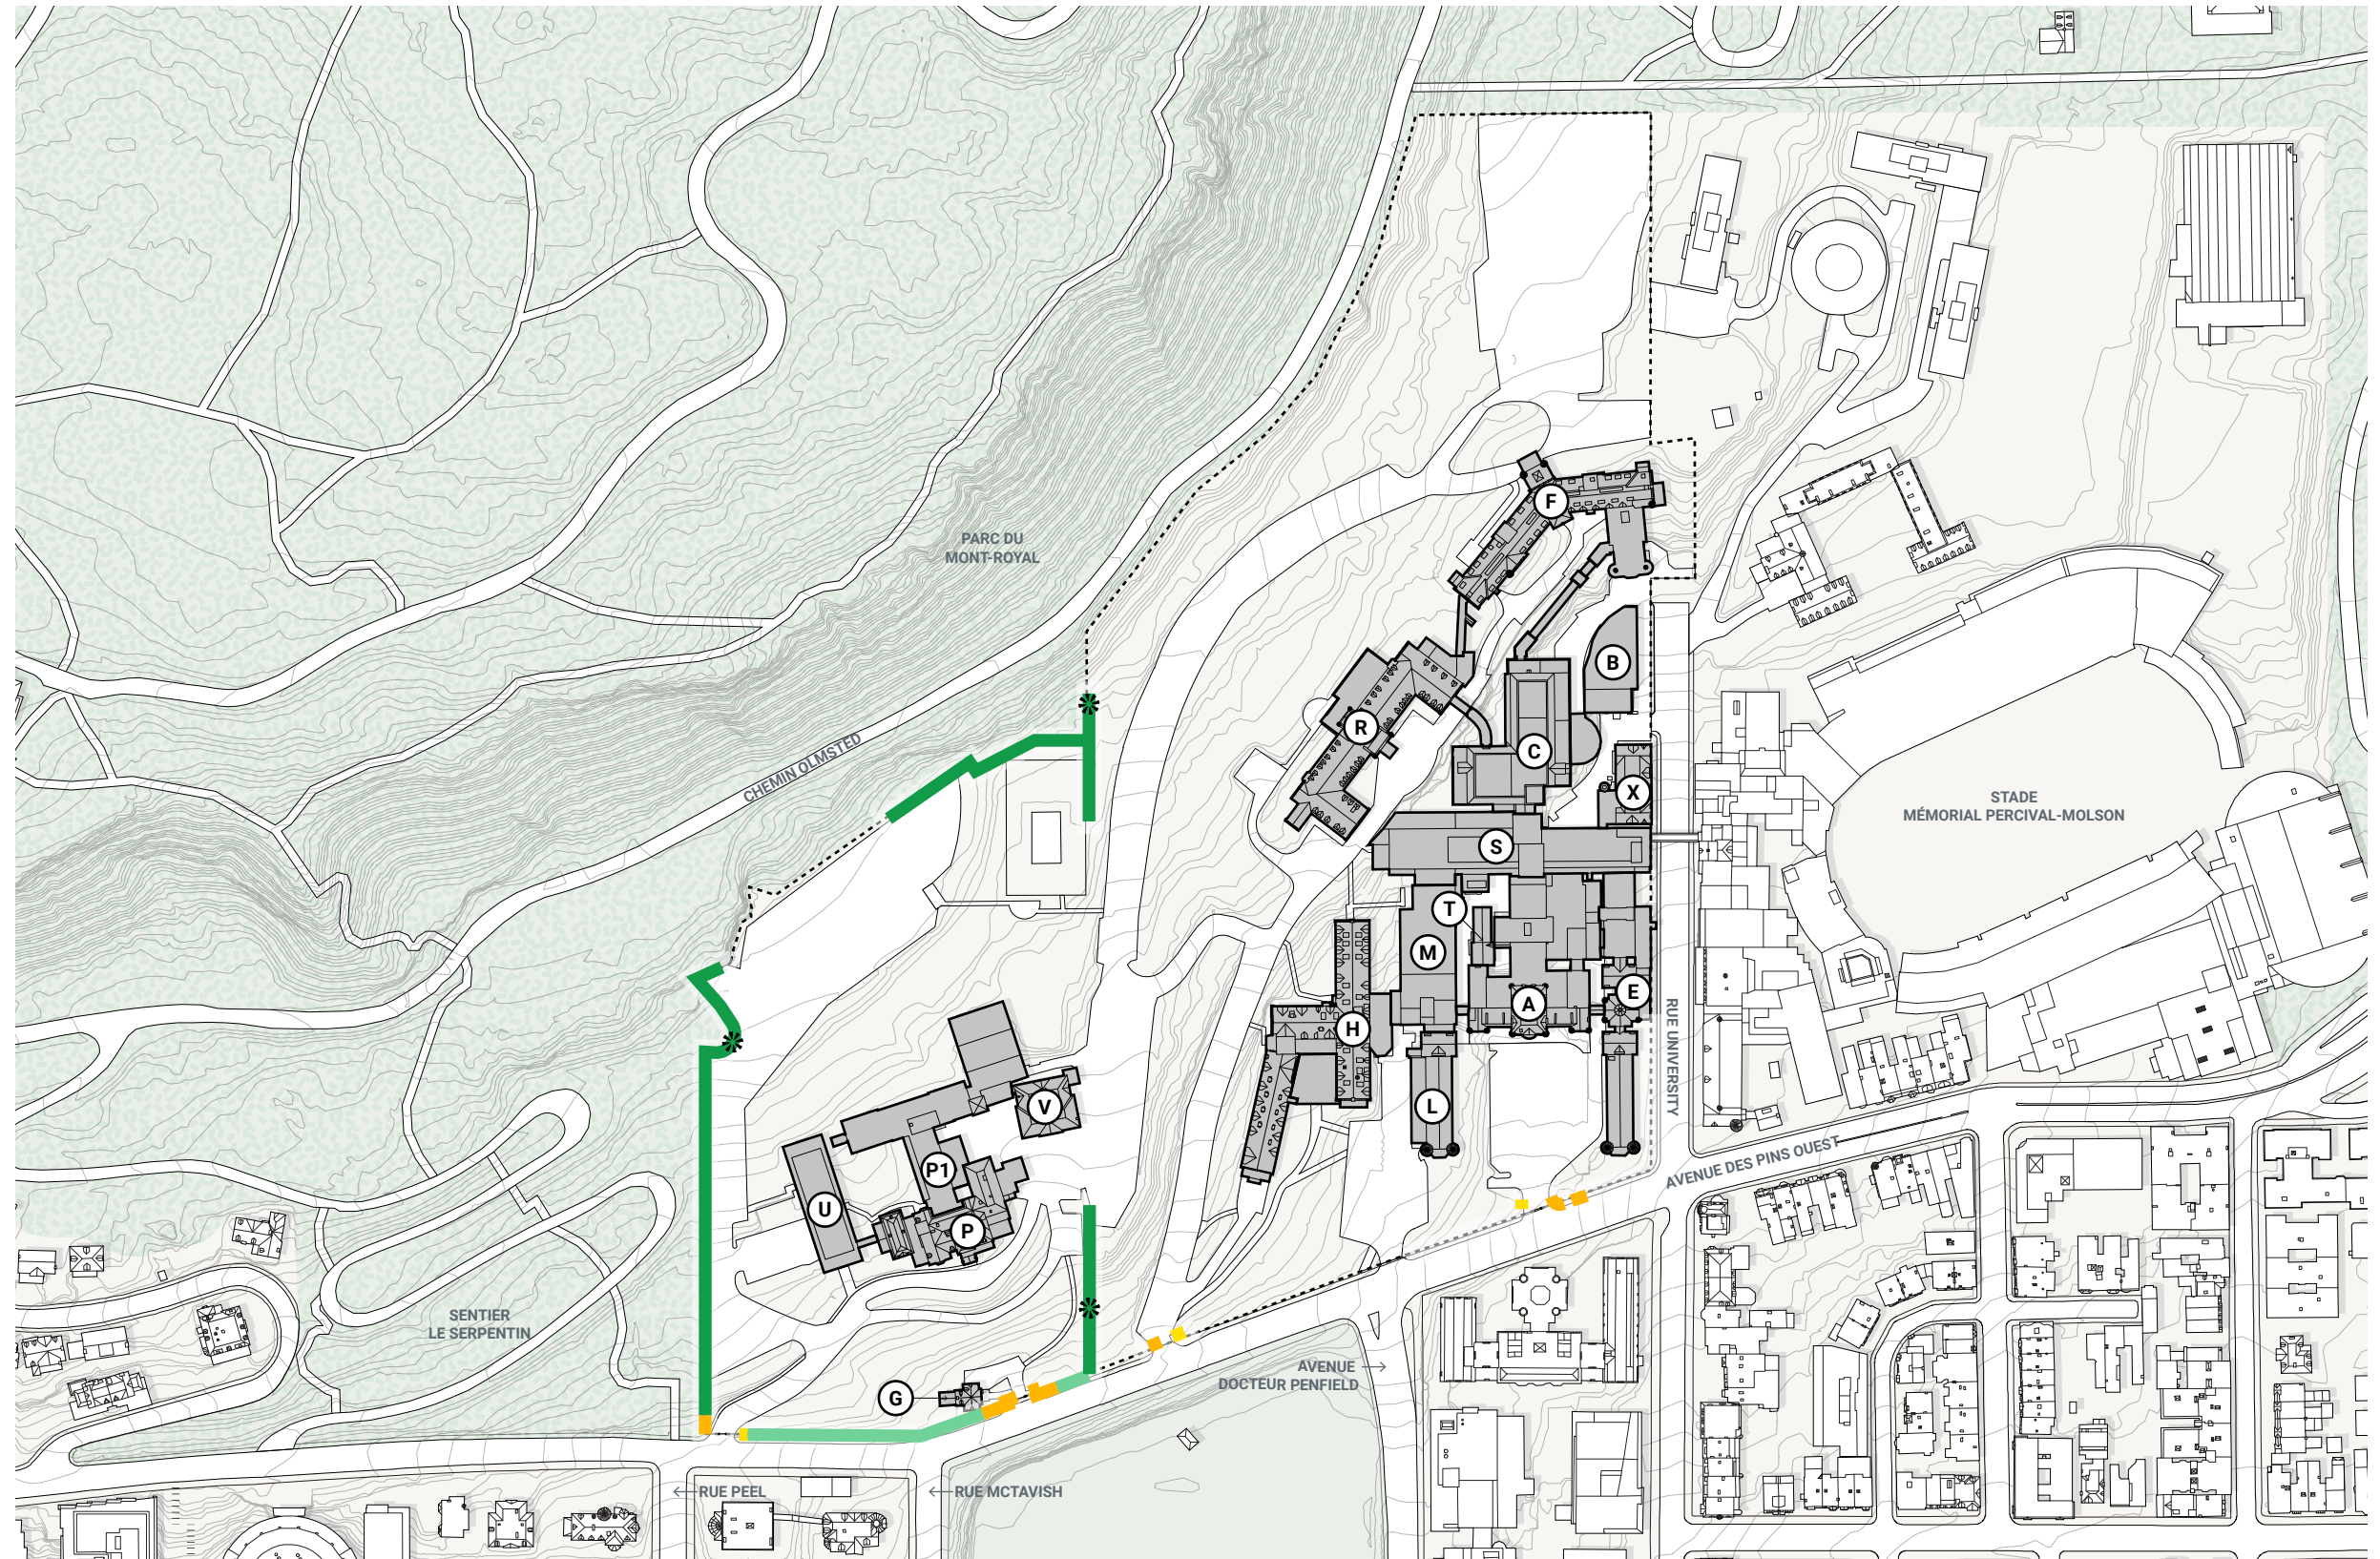 F
PARC DU
MONT-ROYAL
B
R
C
CHEMIN OLMSTED
X
STADE
MÉMORIAL PERCIVAL-MOLSON
S
T
M
E
A
H
RUE UNIVERSITY
V
L
P1
AVENUE DES PINS OUEST
U
P
SENTIER
LE SERPENTIN
AVENUE →
DOCTEUR PENFIELD
G
←RUE PEEL
←RUE MCTAVISH